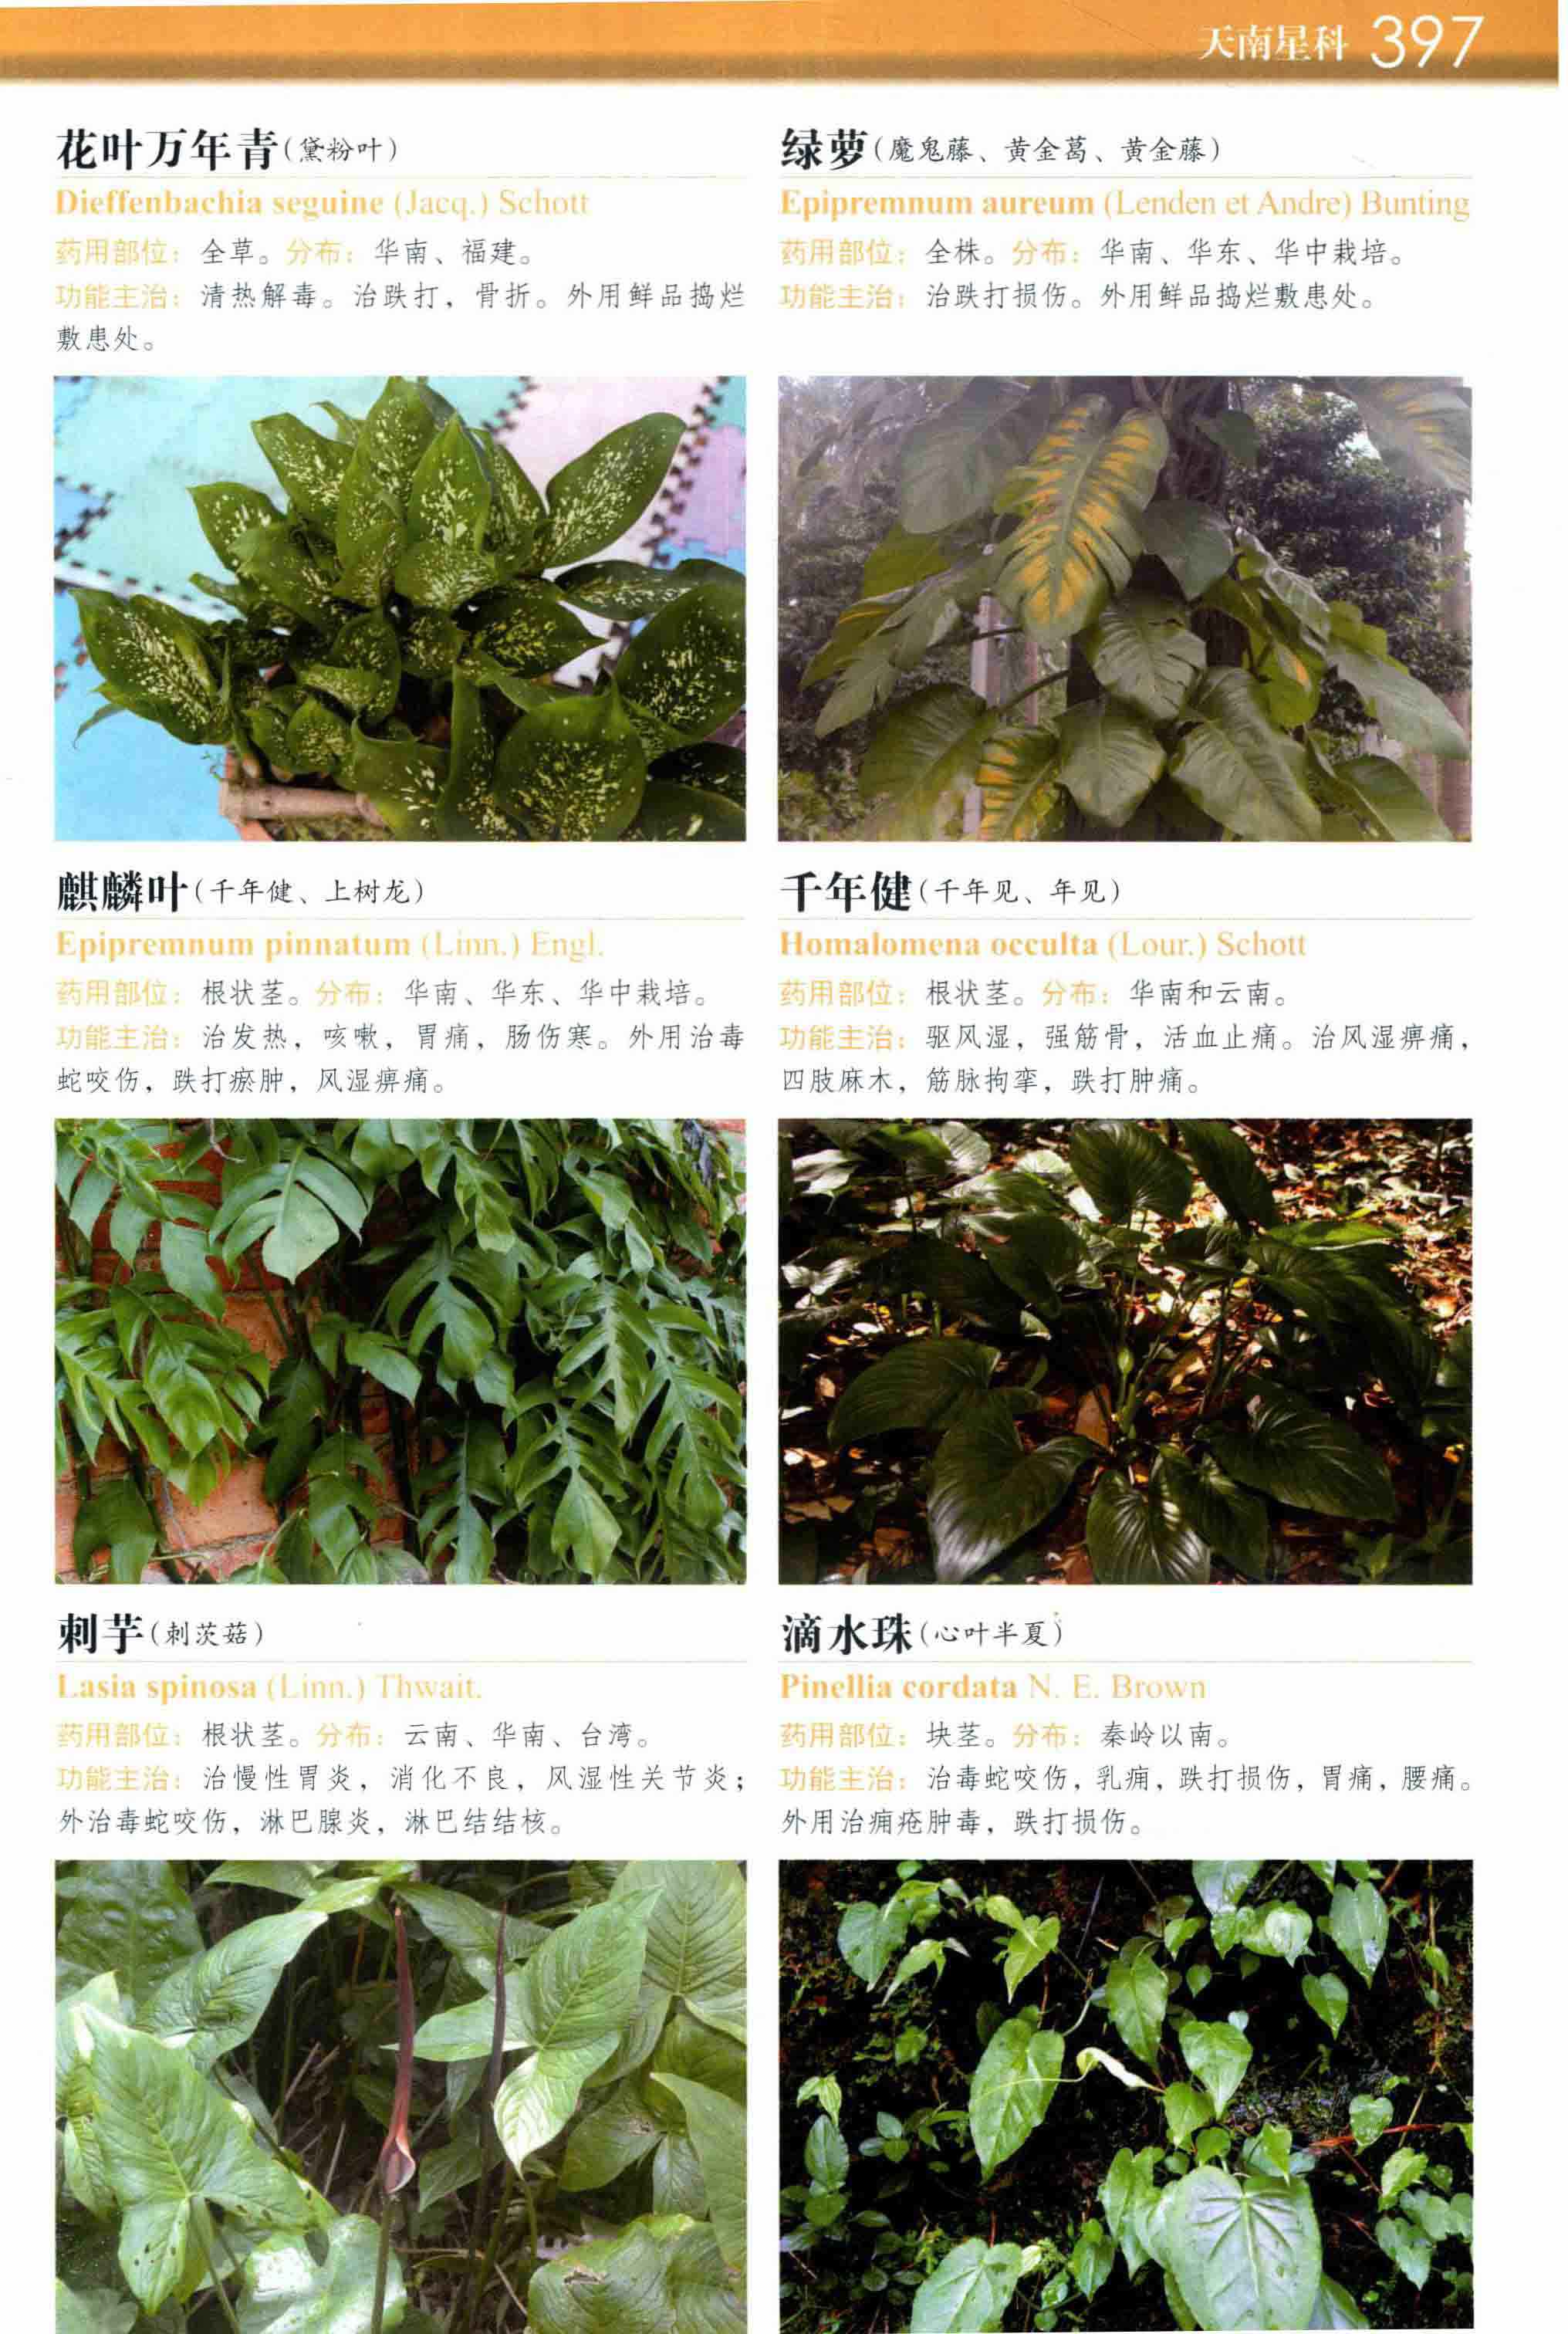 天南星科 397
花叶万年青(黛粉叶)
Dieffenbachia seguine (Jacq.) Schott
药用部位：全草。分布：华南、福建。
功能主治：清热解毒。治跌打，骨折。外用鲜品捣烂
敷患处。
绿萝(魔鬼藤、黄金葛、黄金藤)
Epipremnum aureum (Lenden et Andre) Bunting
药用部位：全株。分布：华南、华东、华中栽培。
功能主治：治跌打损伤。外用鲜品捣烂敷患处。
麒麟叶(千年健、上树龙)
Epipremnum pinnatum (Linn.) Engl.
药用部位：根状茎。分布：华南、华东、华中栽培。
功能主治：治发热，咳嗽，胃痛，肠伤寒。外用治毒
蛇咬伤，跌打瘀肿，风湿痹痛。
千年健(千年见、年见)
Homalomena occulta (Lour.) Schott
药用部位：根状茎。分布：华南和云南。
功能主治：驱风湿，强筋骨，活血止痛。治风湿痹痛，
四肢麻木，筋脉拘挛，跌打肿痛。
刺芋(刺茨菇)
Lasia spinosa (Linn.) Thwait.
药用部位：根状茎。分布：云南、华南、台湾。
功能主治：治慢性胃炎，消化不良，风湿性关节炎；
外治毒蛇咬伤，淋巴腺炎，淋巴结结核。
滴水珠(心叶半夏)
Pinellia cordata N. E. Brown
药用部位：块茎。分布：秦岭以南。
功能主治：治毒蛇咬伤，乳痈，跌打损伤，胃痛，腰痛。
外用治痈疮肿毒，跌打损伤。